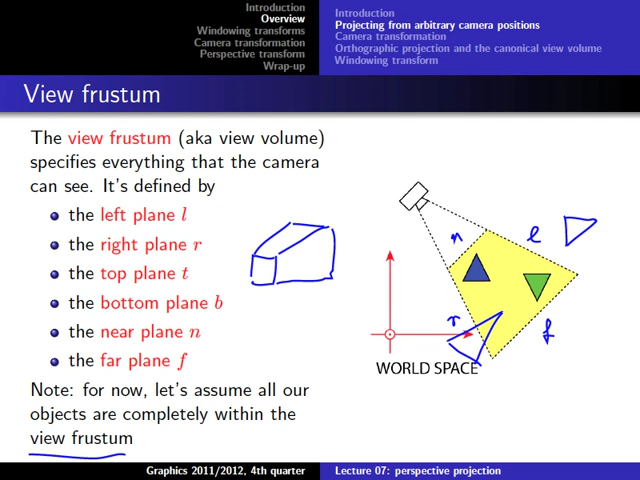 Introduction
Overview
Windowing transforms
Camera transformation
Perspective transform
Wrap-up
Introduction
Projecting from arbitrary camera positions
Camera transformation
Orthographic projection and the canonical view volume
Windowing transform
View frustum
The view frustum (aka view volume)
specifies everything that the camera
can see. It's defined by
the left plane l
the right plane r
the top plane t
the bottom plane b
the near plane n
the far plane f
Note: for now, let's assume all our
objects are completely within the
view frustum
n
l
r
f
WORLD SPACE
Graphics 2011/2012, 4th quarter
Lecture 07: perspective projection